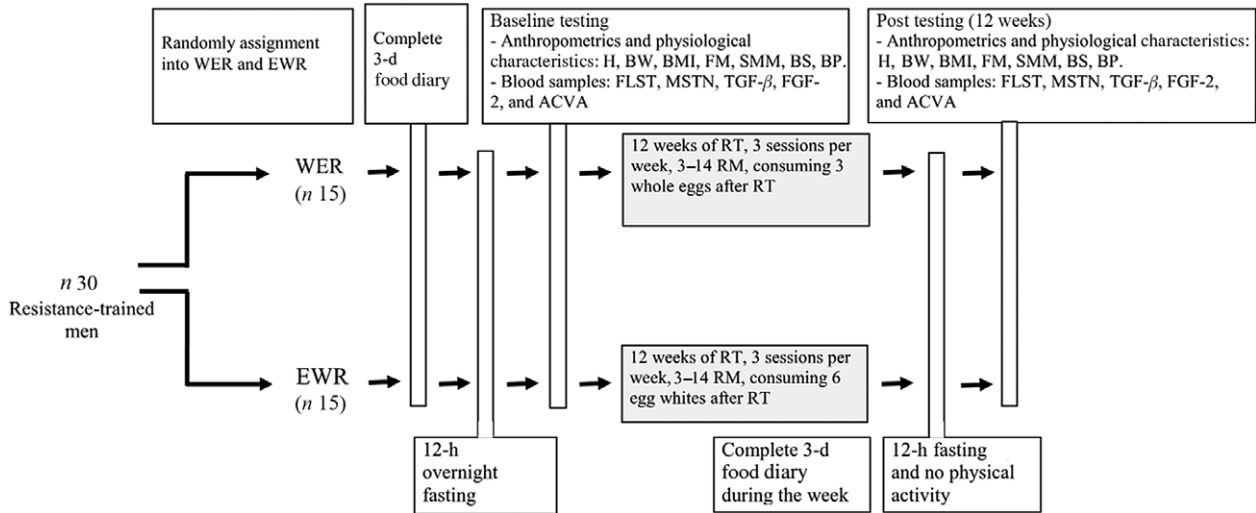 Randomly assignment
into WER and EWR
Complete
3-d
food diary
Baseline testing
- Anthropometrics and physiological
characteristics: H, BW, BMI, FM, SMM, BS, BP.
- Blood samples: FLST, MSTN, TGF-β, FGF-
2, and ACVA
Post testing (12 weeks)
- Anthropometrics and physiological characteristics:
H, BW, BMI, FM, SMM, BS, BP.
- Blood samples: FLST, MSTN, TGF-β, FGF-2,
and ACVA
WER
(n 15)
12 weeks of RT, 3 sessions per
week, 3–14 RM, consuming 3
whole eggs after RT
n 30
Resistance-trained
men
EWR
(n 15)
12 weeks of RT, 3 sessions per
week, 3–14 RM, consuming 6
egg whites after RT
12-h
overnight
fasting
Complete 3-d
food diary
during the week
12-h fasting
and no physical
activity